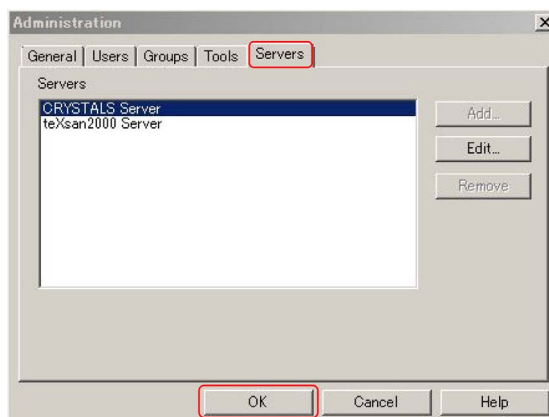 Administration
General Users Groups Tools Servers
Servers
CRYSTALS Server
teXsan2000 Server
Add...
Edit...
Remove
OK Cancel Help